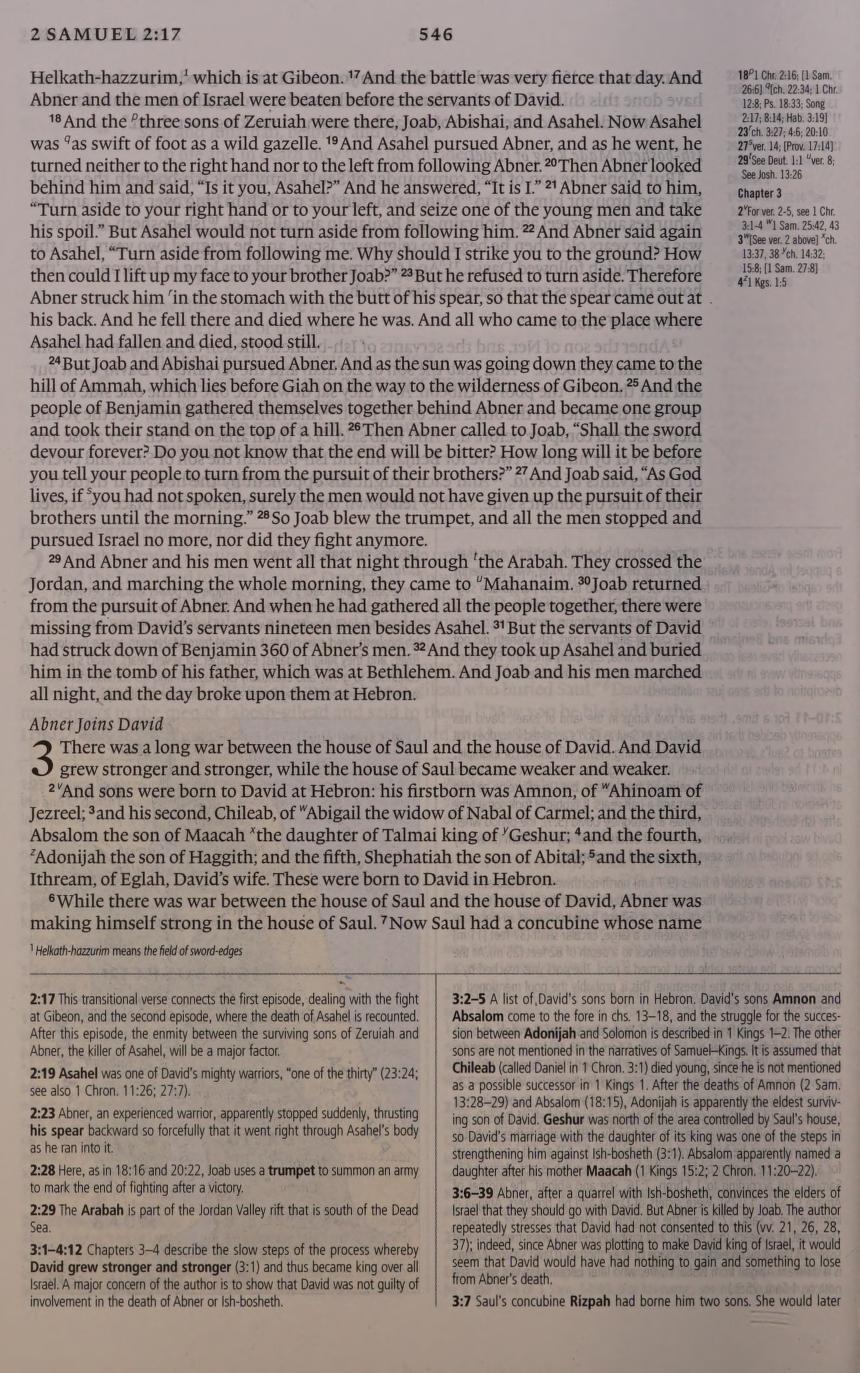 2 SAMUEL 2:17
546
Helkath-hazzurim,¹ which is at Gibeon. ¹⁷And the battle was very fierce that day. And
Abner and the men of Israel were beaten before the servants of David.
¹⁸And the ᵖthree sons of Zeruiah were there, Joab, Abishai, and Asahel. Now Asahel
was qas swift of foot as a wild gazelle. ¹⁹And Asahel pursued Abner, and as he went, he
turned neither to the right hand nor to the left from following Abner. ²⁰Then Abner looked
behind him and said, “Is it you, Asahel?” And he answered, “It is I.” ²¹Abner said to him,
“Turn aside to your right hand or to your left, and seize one of the young men and take
his spoil.” But Asahel would not turn aside from following him. ²²And Abner said again
to Asahel, “Turn aside from following me. Why should I strike you to the ground? How
then could I lift up my face to your brother Joab?” ²³But he refused to turn aside. Therefore
Abner struck him ʳin the stomach with the butt of his spear, so that the spear came out at
his back. And he fell there and died where he was. And all who came to the place where
Asahel had fallen and died, stood still.
²⁴But Joab and Abishai pursued Abner. And as the sun was going down they came to the
hill of Ammah, which lies before Giah on the way to the wilderness of Gibeon. ²⁵And the
people of Benjamin gathered themselves together behind Abner and became one group
and took their stand on the top of a hill. ²⁶Then Abner called to Joab, “Shall the sword
devour forever? Do you not know that the end will be bitter? How long will it be before
you tell your people to turn from the pursuit of their brothers?” ²⁷And Joab said, “As God
lives, if ˢyou had not spoken, surely the men would not have given up the pursuit of their
brothers until the morning.” ²⁸So Joab blew the trumpet, and all the men stopped and
pursued Israel no more, nor did they fight anymore.
²⁹And Abner and his men went all that night through ᵗthe Arabah. They crossed the
Jordan, and marching the whole morning, they came to ᵘMahanaim. ³⁰Joab returned
from the pursuit of Abner. And when he had gathered all the people together, there were
missing from David’s servants nineteen men besides Asahel. ³¹But the servants of David
had struck down of Benjamin 360 of Abner’s men. ³²And they took up Asahel and buried
him in the tomb of his father, which was at Bethlehem. And Joab and his men marched
all night, and the day broke upon them at Hebron.
Abner Joins David
3 There was a long war between the house of Saul and the house of David. And David
grew stronger and stronger, while the house of Saul became weaker and weaker.
²ᵛAnd sons were born to David at Hebron: his firstborn was Amnon, of ʷAhinoam of
Jezreel; ³and his second, Chileab, of ʷAbigail the widow of Nabal of Carmel; and the third,
Absalom the son of Maacah ˣthe daughter of Talmai king of ʸGeshur; ⁴and the fourth,
ᶻAdonijah the son of Haggith; and the fifth, Shephatiah the son of Abital; ⁵and the sixth,
Ithream, of Eglah, David’s wife. These were born to David in Hebron.
⁶While there was war between the house of Saul and the house of David, Abner was
making himself strong in the house of Saul. ⁷Now Saul had a concubine whose name
¹ Helkath-hazzurim means the field of sword-edges
18ᵖ1 Chr. 2:16; [1 Sam.
26:6] q[ch. 22:34; 1 Chr.
12:8; Ps. 18:33; Song
2:17; 8:14; Hab. 3:19]
23ʳch. 3:27; 4:6; 20:10
27ˢver. 14; [Prov. 17:14]
29ᵗSee Deut. 1:1 ᵘver. 8;
See Josh. 13:26
Chapter 3
2ᵛFor ver. 2-5, see 1 Chr.
3:1-4 ʷ1 Sam. 25:42, 43
3ʷ[See ver. 2 above] ˣch.
13:37, 38 ʸch. 14:32;
15:8; [1 Sam. 27:8]
4ᶻ1 Kgs. 1:5
2:17 This transitional verse connects the first episode, dealing with the fight
at Gibeon, and the second episode, where the death of Asahel is recounted.
After this episode, the enmity between the surviving sons of Zeruiah and
Abner, the killer of Asahel, will be a major factor.
2:19 Asahel was one of David’s mighty warriors, “one of the thirty” (23:24;
see also 1 Chron. 11:26; 27:7).
2:23 Abner, an experienced warrior, apparently stopped suddenly, thrusting
his spear backward so forcefully that it went right through Asahel’s body
as he ran into it.
2:28 Here, as in 18:16 and 20:22, Joab uses a trumpet to summon an army
to mark the end of fighting after a victory.
2:29 The Arabah is part of the Jordan Valley rift that is south of the Dead
Sea.
3:1–4:12 Chapters 3–4 describe the slow steps of the process whereby
David grew stronger and stronger (3:1) and thus became king over all
Israel. A major concern of the author is to show that David was not guilty of
involvement in the death of Abner or Ish-bosheth.
3:2–5 A list of David’s sons born in Hebron. David’s sons Amnon and
Absalom come to the fore in chs. 13–18, and the struggle for the succes-
sion between Adonijah and Solomon is described in 1 Kings 1–2. The other
sons are not mentioned in the narratives of Samuel–Kings. It is assumed that
Chileab (called Daniel in 1 Chron. 3:1) died young, since he is not mentioned
as a possible successor in 1 Kings 1. After the deaths of Amnon (2 Sam.
13:28–29) and Absalom (18:15), Adonijah is apparently the eldest surviv-
ing son of David. Geshur was north of the area controlled by Saul’s house,
so David’s marriage with the daughter of its king was one of the steps in
strengthening him against Ish-bosheth (3:1). Absalom apparently named a
daughter after his mother Maacah (1 Kings 15:2; 2 Chron. 11:20–22).
3:6–39 Abner, after a quarrel with Ish-bosheth, convinces the elders of
Israel that they should go with David. But Abner is killed by Joab. The author
repeatedly stresses that David had not consented to this (vv. 21, 26, 28,
37); indeed, since Abner was plotting to make David king of Israel, it would
seem that David would have had nothing to gain and something to lose
from Abner’s death.
3:7 Saul’s concubine Rizpah had borne him two sons. She would later